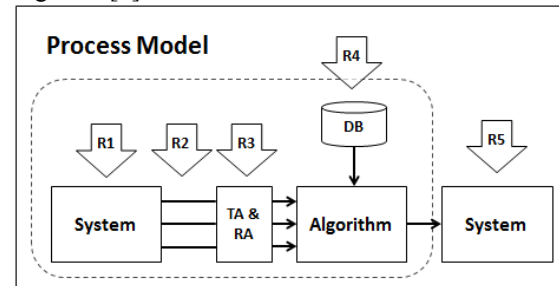 Process Model
R4
R1
R2
R3
DB
R5
System
TA &
RA
Algorithm
System